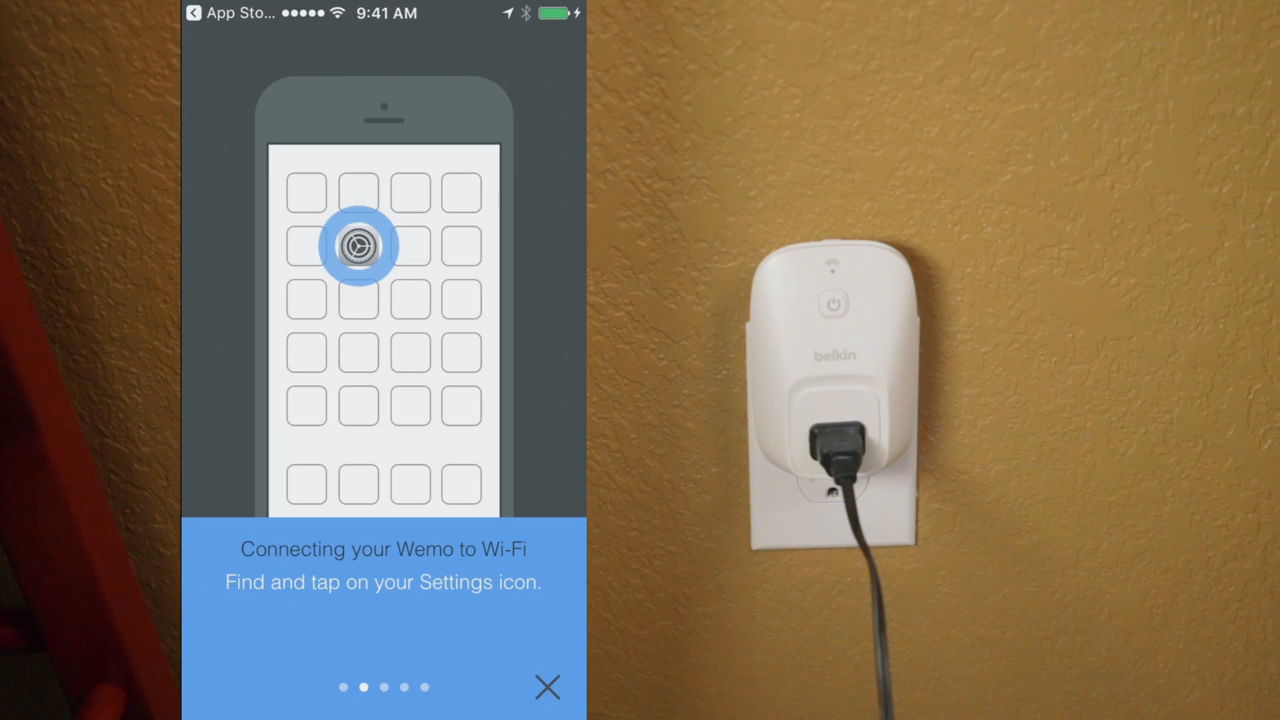 App Sto... 9:41 AM
belkin
Connecting your Wemo to Wi-Fi
Find and tap on your Settings icon.